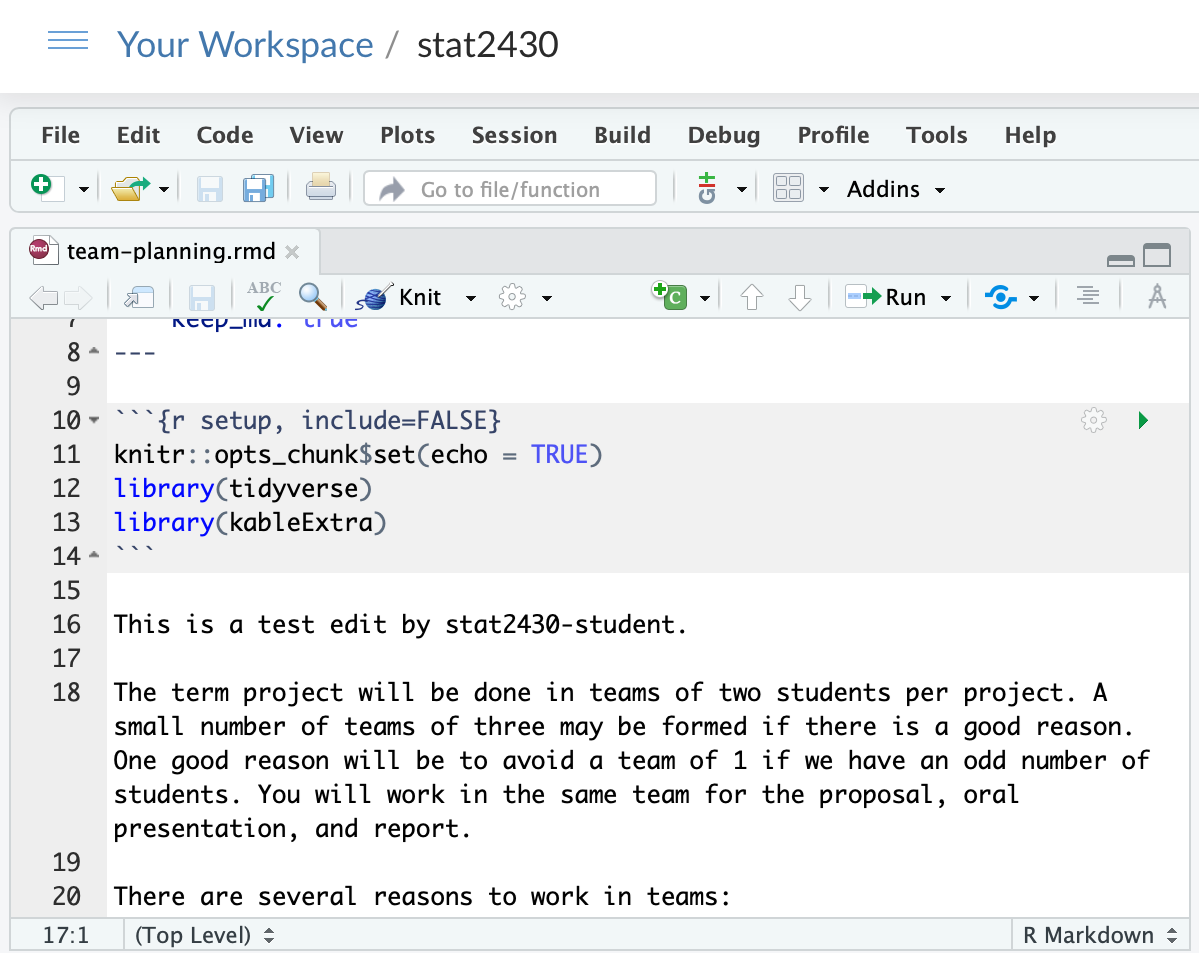 Your Workspace / stat2430
File Edit Code View Plots Session Build Debug Profile Tools Help
Go to file/function Addins
Rmd team-planning.rmd
ABC Knit C Run
7 keep_md: true
8 ---
9
10 ```{r setup, include=FALSE}
11 knitr::opts_chunk$set(echo = TRUE)
12 library(tidyverse)
13 library(kableExtra)
14 ```
15
16 This is a test edit by stat2430-student.
17
18 The term project will be done in teams of two students per project. A
small number of teams of three may be formed if there is a good reason.
One good reason will be to avoid a team of 1 if we have an odd number of
students. You will work in the same team for the proposal, oral
presentation, and report.
19
20 There are several reasons to work in teams:
17:1 (Top Level) R Markdown